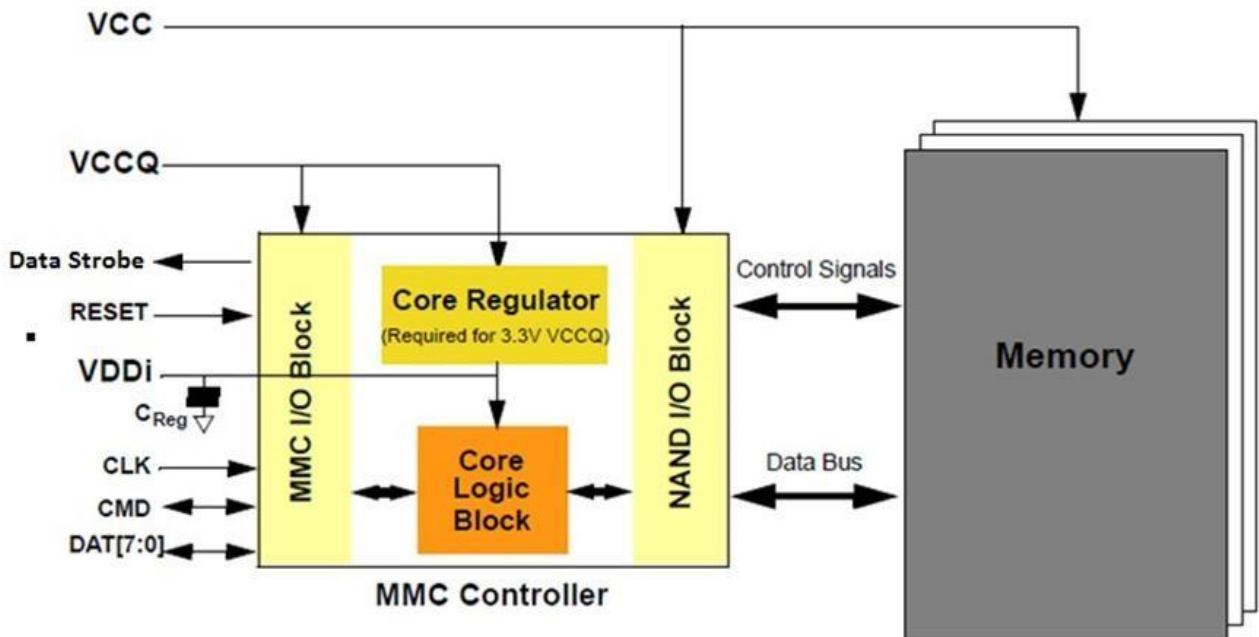 VCC
VCCQ
Data Strobe
RESET
VDDi
CReg
CLK
CMD
DAT[7:0]
MMC I/O Block
Core Regulator
(Required for 3.3V VCCQ)
Core
Logic
Block
NAND I/O Block
MMC Controller
Control Signals
Data Bus
Memory